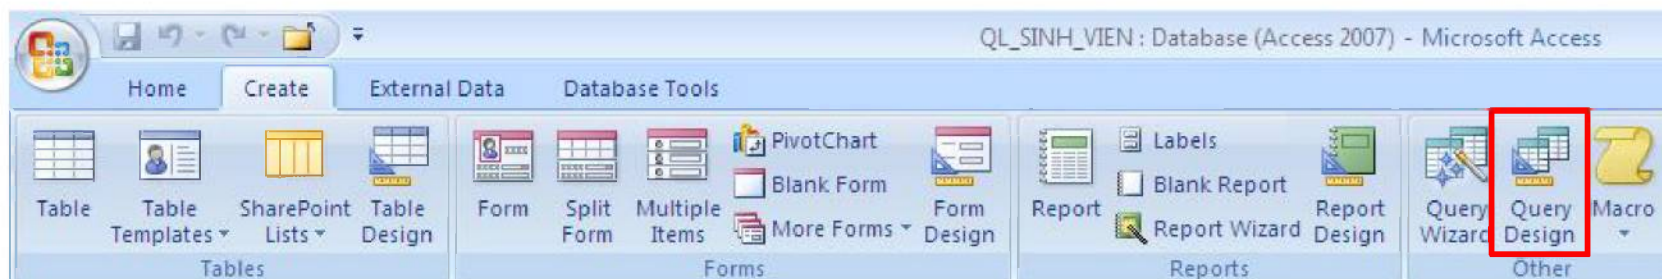 QL_SINH_VIEN : Database (Access 2007) - Microsoft Access
Home Create External Data Database Tools
Table
Table Templates
SharePoint Lists
Table Design
Tables
Form
Split Form
Multiple Items
PivotChart
Blank Form
More Forms
Form Design
Forms
Report
Labels
Blank Report
Report Wizard
Report Design
Reports
Query Wizard
Query Design
Macro
Other